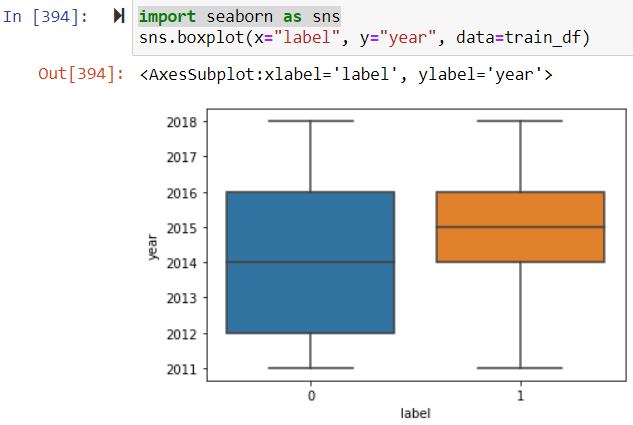 In [394]: import seaborn as sns
sns.boxplot(x="label", y="year", data=train_df)
Out[394]: <AxesSubplot:xlabel='label', ylabel='year'>
2018
2017
2016
2015
2014
2013
2012
2011
year
0 1
label